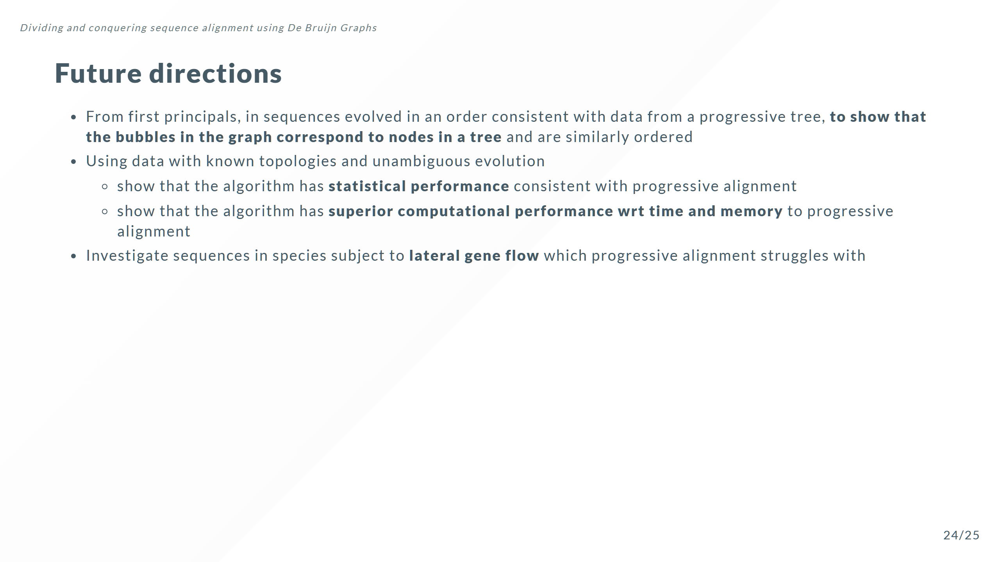 Dividing and conquering sequence alignment using De Bruijn Graphs
Future directions
• From first principals, in sequences evolved in an order consistent with data from a progressive tree, to show that
the bubbles in the graph correspond to nodes in a tree and are similarly ordered
• Using data with known topologies and unambiguous evolution
◦ show that the algorithm has statistical performance consistent with progressive alignment
◦ show that the algorithm has superior computational performance wrt time and memory to progressive
alignment
• Investigate sequences in species subject to lateral gene flow which progressive alignment struggles with
24/25